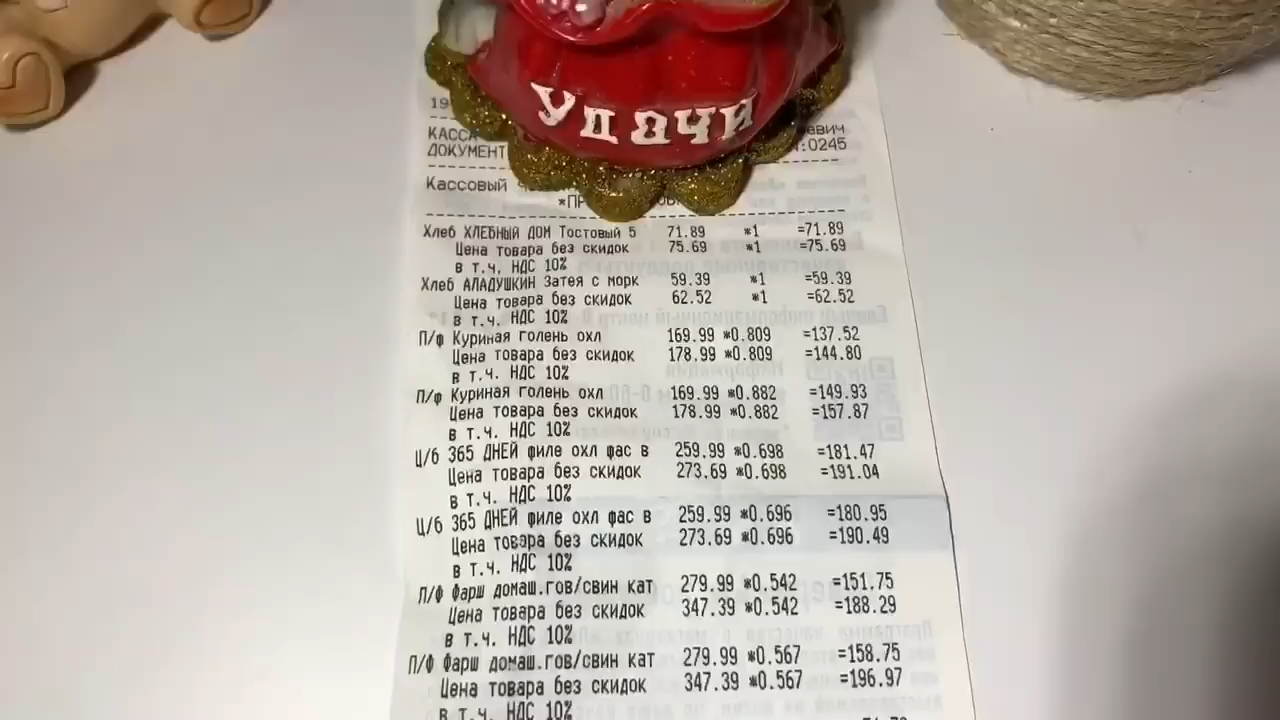 Удачи
19
КАССА евич
ДОКУМЕНТ :0245
Кассовый
*ПР
Хлеб ХЛЕБНЫЙ ДОМ Тостовый 5 71.89 *1 =71.89
Цена товара без скидок 75.69 *1 =75.69
в т.ч. НДС 10%
Хлеб АЛАДУШКИН Затея с морк 59.39 *1 =59.39
Цена товара без скидок 62.52 *1 =62.52
в т.ч. НДС 10%
П/ф Куриная голень охл 169.99 *0.809 =137.52
Цена товара без скидок 178.99 *0.809 =144.80
в т.ч. НДС 10%
П/ф Куриная голень охл 169.99 *0.882 =149.93
Цена товара без скидок 178.99 *0.882 =157.87
в т.ч. НДС 10%
Ц/б 365 ДНЕЙ филе охл фас в 259.99 *0.698 =181.47
Цена товара без скидок 273.69 *0.698 =191.04
в т.ч. НДС 10%
Ц/б 365 ДНЕЙ филе охл фас в 259.99 *0.696 =180.95
Цена товара без скидок 273.69 *0.696 =190.49
в т.ч. НДС 10%
П/Ф Фарш домаш.гов/свин кат 279.99 *0.542 =151.75
Цена товара без скидок 347.39 *0.542 =188.29
в т.ч. НДС 10%
П/Ф Фарш домаш.гов/свин кат 279.99 *0.567 =158.75
Цена товара без скидок 347.39 *0.567 =196.97
в т.ч. НДС 10%